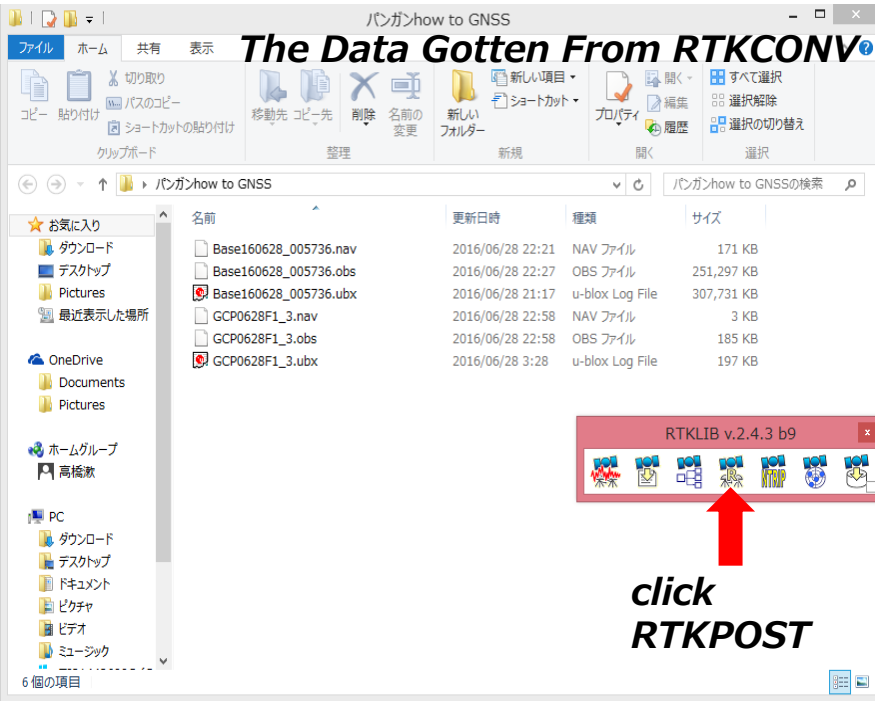 パンガンhow to GNSS
The Data Gotten From RTKCONV
ファイル ホーム 共有 表示
コピー 貼り付け
切り取り
パスのコピー
ショートカットの貼り付け
クリップボード
移動先 コピー先 削除 名前の変更
整理
新しいフォルダー
新しい項目
ショートカット
新規
プロパティ
開く
編集
履歴
開く
すべて選択
選択解除
選択の切り替え
選択
パンガンhow to GNSS
パンガンhow to GNSSの検索
名前 更新日時 種類 サイズ
Base160628_005736.nav 2016/06/28 22:21 NAV ファイル 171 KB
Base160628_005736.obs 2016/06/28 22:27 OBS ファイル 251,297 KB
Base160628_005736.ubx 2016/06/28 21:17 u-blox Log File 307,731 KB
GCP0628F1_3.nav 2016/06/28 22:58 NAV ファイル 3 KB
GCP0628F1_3.obs 2016/06/28 22:58 OBS ファイル 185 KB
GCP0628F1_3.ubx 2016/06/28 3:28 u-blox Log File 197 KB
お気に入り
ダウンロード
デスクトップ
Pictures
最近表示した場所
OneDrive
Documents
Pictures
ホームグループ
高橋漱
PC
ダウンロード
デスクトップ
ドキュメント
ピクチャ
ビデオ
ミュージック
RTKLIB v.2.4.3 b9
R
NTRIP
click
RTKPOST
6 個の項目